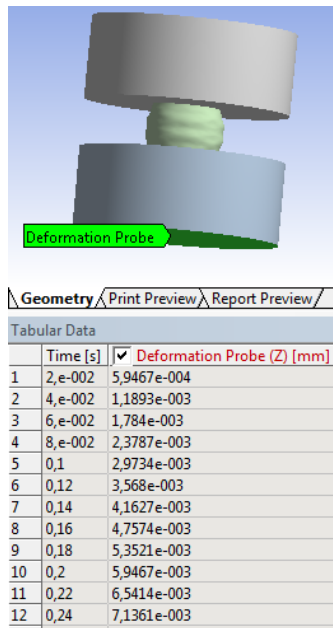 Deformation Probe
Geometry Print Preview Report Preview
Tabular Data
Time [s] Deformation Probe (Z) [mm]
1 2,e-002 5,9467e-004
2 4,e-002 1,1893e-003
3 6,e-002 1,784e-003
4 8,e-002 2,3787e-003
5 0,1 2,9734e-003
6 0,12 3,568e-003
7 0,14 4,1627e-003
8 0,16 4,7574e-003
9 0,18 5,3521e-003
10 0,2 5,9467e-003
11 0,22 6,5414e-003
12 0,24 7,1361e-003